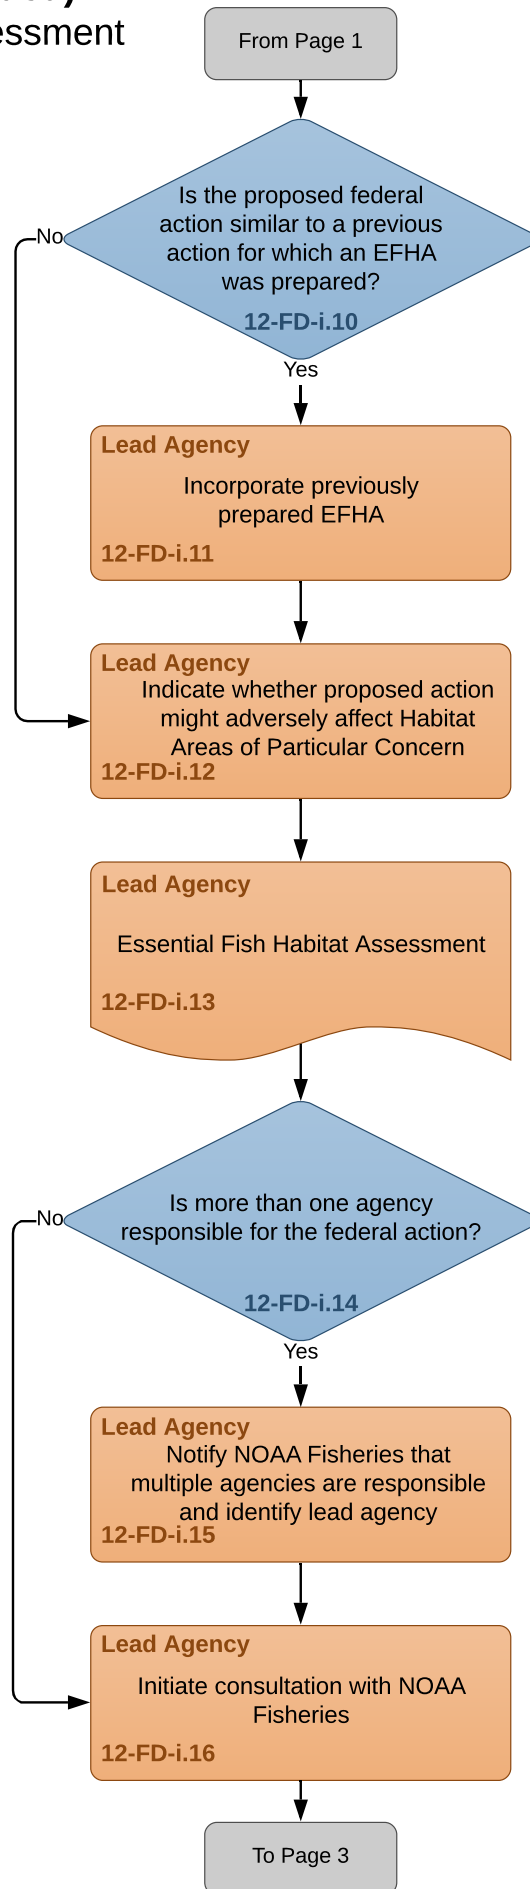 essment
From Page 1
Is the proposed federal
action similar to a previous
action for which an EFHA
was prepared?
12-FD-i.10
No
Yes
Lead Agency
Incorporate previously
prepared EFHA
12-FD-i.11
Lead Agency
Indicate whether proposed action
might adversely affect Habitat
Areas of Particular Concern
12-FD-i.12
Lead Agency
Essential Fish Habitat Assessment
12-FD-i.13
Is more than one agency
responsible for the federal action?
12-FD-i.14
No
Yes
Lead Agency
Notify NOAA Fisheries that
multiple agencies are responsible
and identify lead agency
12-FD-i.15
Lead Agency
Initiate consultation with NOAA
Fisheries
12-FD-i.16
To Page 3